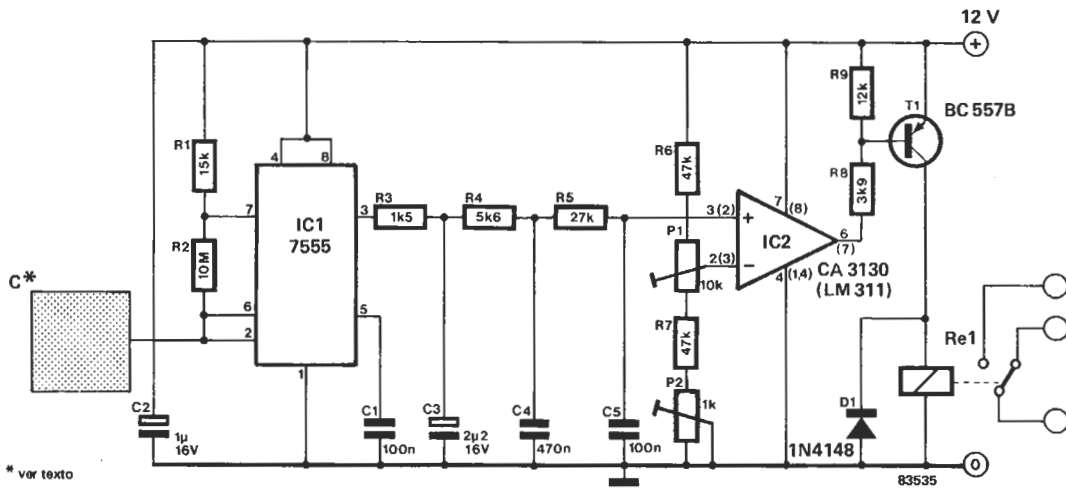 12 V
+
R1
15k
4
8
7
R2
10M
C*
6
2
IC1
7555
3
5
1
R3
1k5
R4
5k6
R5
27k
R6
47k
P1
10k
R7
47k
P2
1k
3(2)
+
2(3)
−
IC2
7
(8)
6
(7)
4
(1,4)
CA 3130
(LM 311)
R9
12k
R8
3k9
T1
BC 557B
Re1
D1
1N4148
C2
1µ
16V
C1
100n
C3
2µ2
16V
C4
470n
C5
100n
0
83535
* ver texto